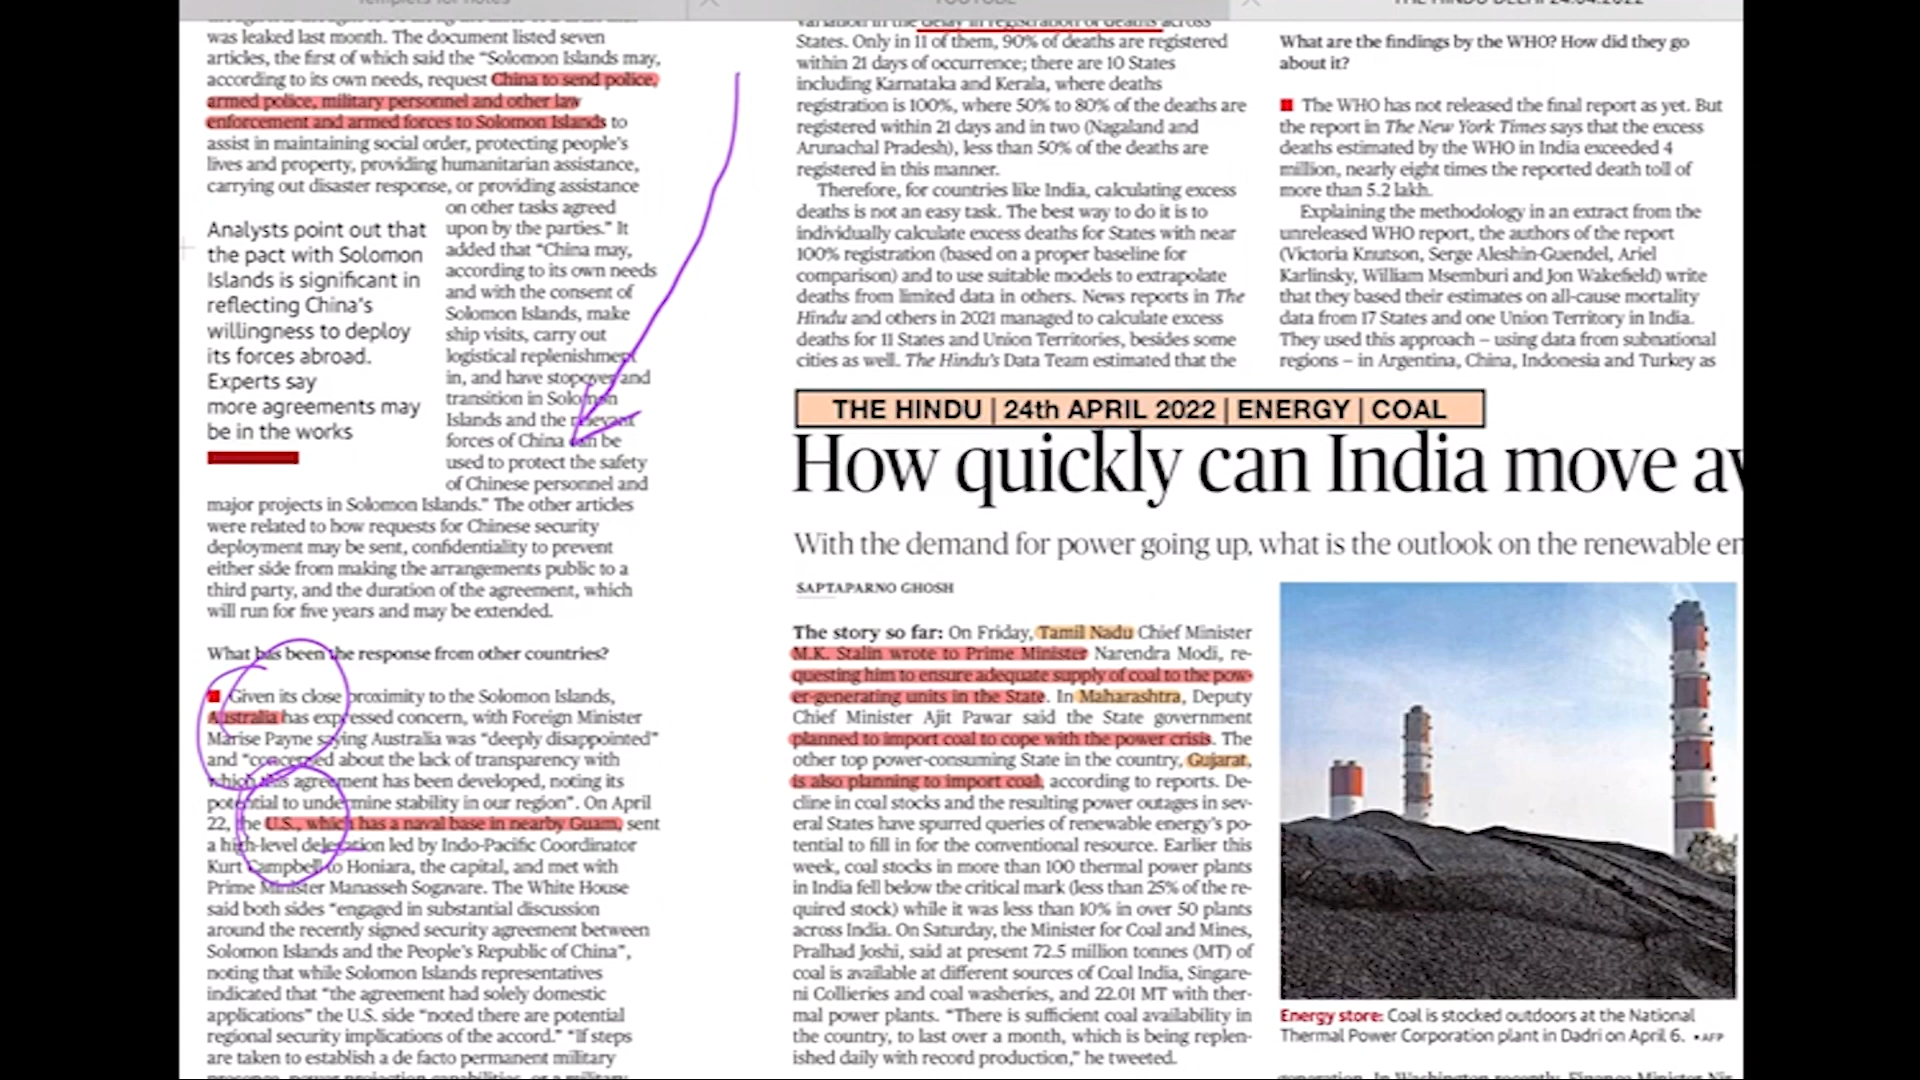 Templets for notes
YOUTUBE
THE HINDU DELHI 24.04.2022
was leaked last month. The document listed seven
articles, the first of which said the “Solomon Islands may,
according to its own needs, request China to send police,
armed police, military personnel and other law
enforcement and armed forces to Solomon Islands to
assist in maintaining social order, protecting people’s
lives and property, providing humanitarian assistance,
carrying out disaster response, or providing assistance
on other tasks agreed
upon by the parties.” It
added that “China may,
according to its own needs
and with the consent of
Solomon Islands, make
ship visits, carry out
logistical replenishment
in, and have stopover and
transition in Solomon
Islands and the relevant
forces of China can be
used to protect the safety
of Chinese personnel and
Analysts point out that
the pact with Solomon
Islands is significant in
reflecting China’s
willingness to deploy
its forces abroad.
Experts say
more agreements may
be in the works
major projects in Solomon Islands.” The other articles
were related to how requests for Chinese security
deployment may be sent, confidentiality to prevent
either side from making the arrangements public to a
third party, and the duration of the agreement, which
will run for five years and may be extended.
What has been the response from other countries?
Given its close proximity to the Solomon Islands,
Australia has expressed concern, with Foreign Minister
Marise Payne saying Australia was “deeply disappointed”
and “concerned about the lack of transparency with
which this agreement has been developed, noting its
potential to undermine stability in our region”. On April
22, the U.S., which has a naval base in nearby Guam, sent
a high-level delegation led by Indo-Pacific Coordinator
Kurt Campbell to Honiara, the capital, and met with
Prime Minister Manasseh Sogavare. The White House
said both sides “engaged in substantial discussion
around the recently signed security agreement between
Solomon Islands and the People’s Republic of China”,
noting that while Solomon Islands representatives
indicated that “the agreement had solely domestic
applications” the U.S. side “noted there are potential
regional security implications of the accord.” “If steps
are taken to establish a de facto permanent military
variation in the delay in registration of deaths across
States. Only in 11 of them, 90% of deaths are registered
within 21 days of occurrence; there are 10 States
including Karnataka and Kerala, where deaths
registration is 100%, where 50% to 80% of the deaths are
registered within 21 days and in two (Nagaland and
Arunachal Pradesh), less than 50% of the deaths are
registered in this manner.
Therefore, for countries like India, calculating excess
deaths is not an easy task. The best way to do it is to
individually calculate excess deaths for States with near
100% registration (based on a proper baseline for
comparison) and to use suitable models to extrapolate
deaths from limited data in others. News reports in The
Hindu and others in 2021 managed to calculate excess
deaths for 11 States and Union Territories, besides some
cities as well. The Hindu’s Data Team estimated that the
What are the findings by the WHO? How did they go
about it?
The WHO has not released the final report as yet. But
the report in The New York Times says that the excess
deaths estimated by the WHO in India exceeded 4
million, nearly eight times the reported death toll of
more than 5.2 lakh.
Explaining the methodology in an extract from the
unreleased WHO report, the authors of the report
(Victoria Knutson, Serge Aleshin-Guendel, Ariel
Karlinsky, William Msemburi and Jon Wakefield) write
that they based their estimates on all-cause mortality
data from 17 States and one Union Territory in India.
They used this approach – using data from subnational
regions – in Argentina, China, Indonesia and Turkey as
THE HINDU | 24th APRIL 2022 | ENERGY | COAL
How quickly can India move aw
With the demand for power going up, what is the outlook on the renewable en
SAPTAPARNO GHOSH
The story so far: On Friday, Tamil Nadu Chief Minister
M.K. Stalin wrote to Prime Minister Narendra Modi, re-
questing him to ensure adequate supply of coal to the pow-
er-generating units in the State. In Maharashtra, Deputy
Chief Minister Ajit Pawar said the State government
planned to import coal to cope with the power crisis. The
other top power-consuming State in the country, Gujarat,
is also planning to import coal, according to reports. De-
cline in coal stocks and the resulting power outages in sev-
eral States have spurred queries of renewable energy’s po-
tential to fill in for the conventional resource. Earlier this
week, coal stocks in more than 100 thermal power plants
in India fell below the critical mark (less than 25% of the re-
quired stock) while it was less than 10% in over 50 plants
across India. On Saturday, the Minister for Coal and Mines,
Pralhad Joshi, said at present 72.5 million tonnes (MT) of
coal is available at different sources of Coal India, Singare-
ni Collieries and coal washeries, and 22.01 MT with ther-
mal power plants. “There is sufficient coal availability in
the country, to last over a month, which is being replen-
ished daily with record production,” he tweeted.
Energy store: Coal is stocked outdoors at the National
Thermal Power Corporation plant in Dadri on April 6. • AFP